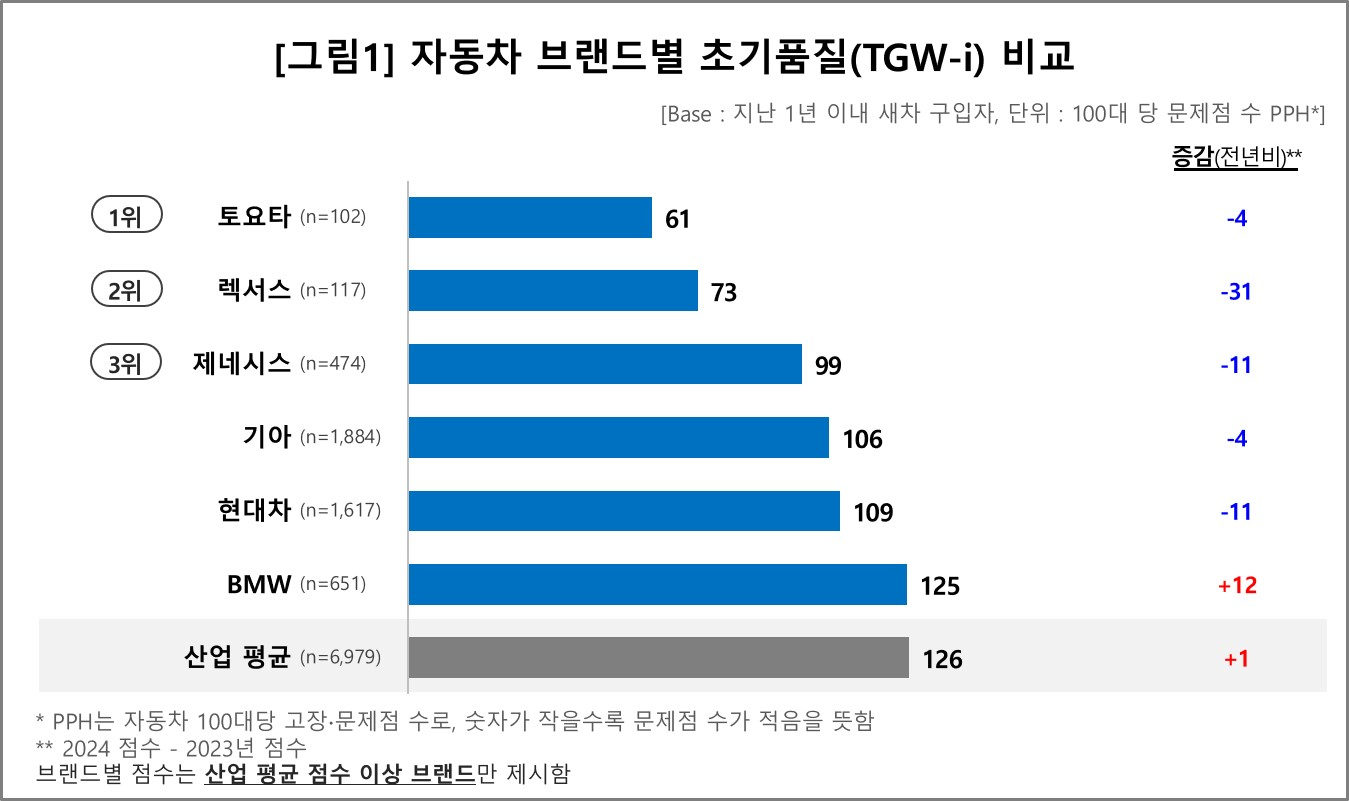 [그림1] 자동차 브랜드별 초기품질(TGW-i) 비교
[Base : 지난 1년 이내 새차 구입자, 단위 : 100대 당 문제점 수 PPH*]
증감(전년비)**
1위 토요타 (n=102) 61 -4
2위 렉서스 (n=117) 73 -31
3위 제네시스 (n=474) 99 -11
기아 (n=1,884) 106 -4
현대차 (n=1,617) 109 -11
BMW (n=651) 125 +12
산업 평균 (n=6,979) 126 +1
* PPH는 자동차 100대당 고장·문제점 수로, 숫자가 작을수록 문제점 수가 적음을 뜻함
** 2024 점수 - 2023년 점수
브랜드별 점수는 산업 평균 점수 이상 브랜드만 제시함